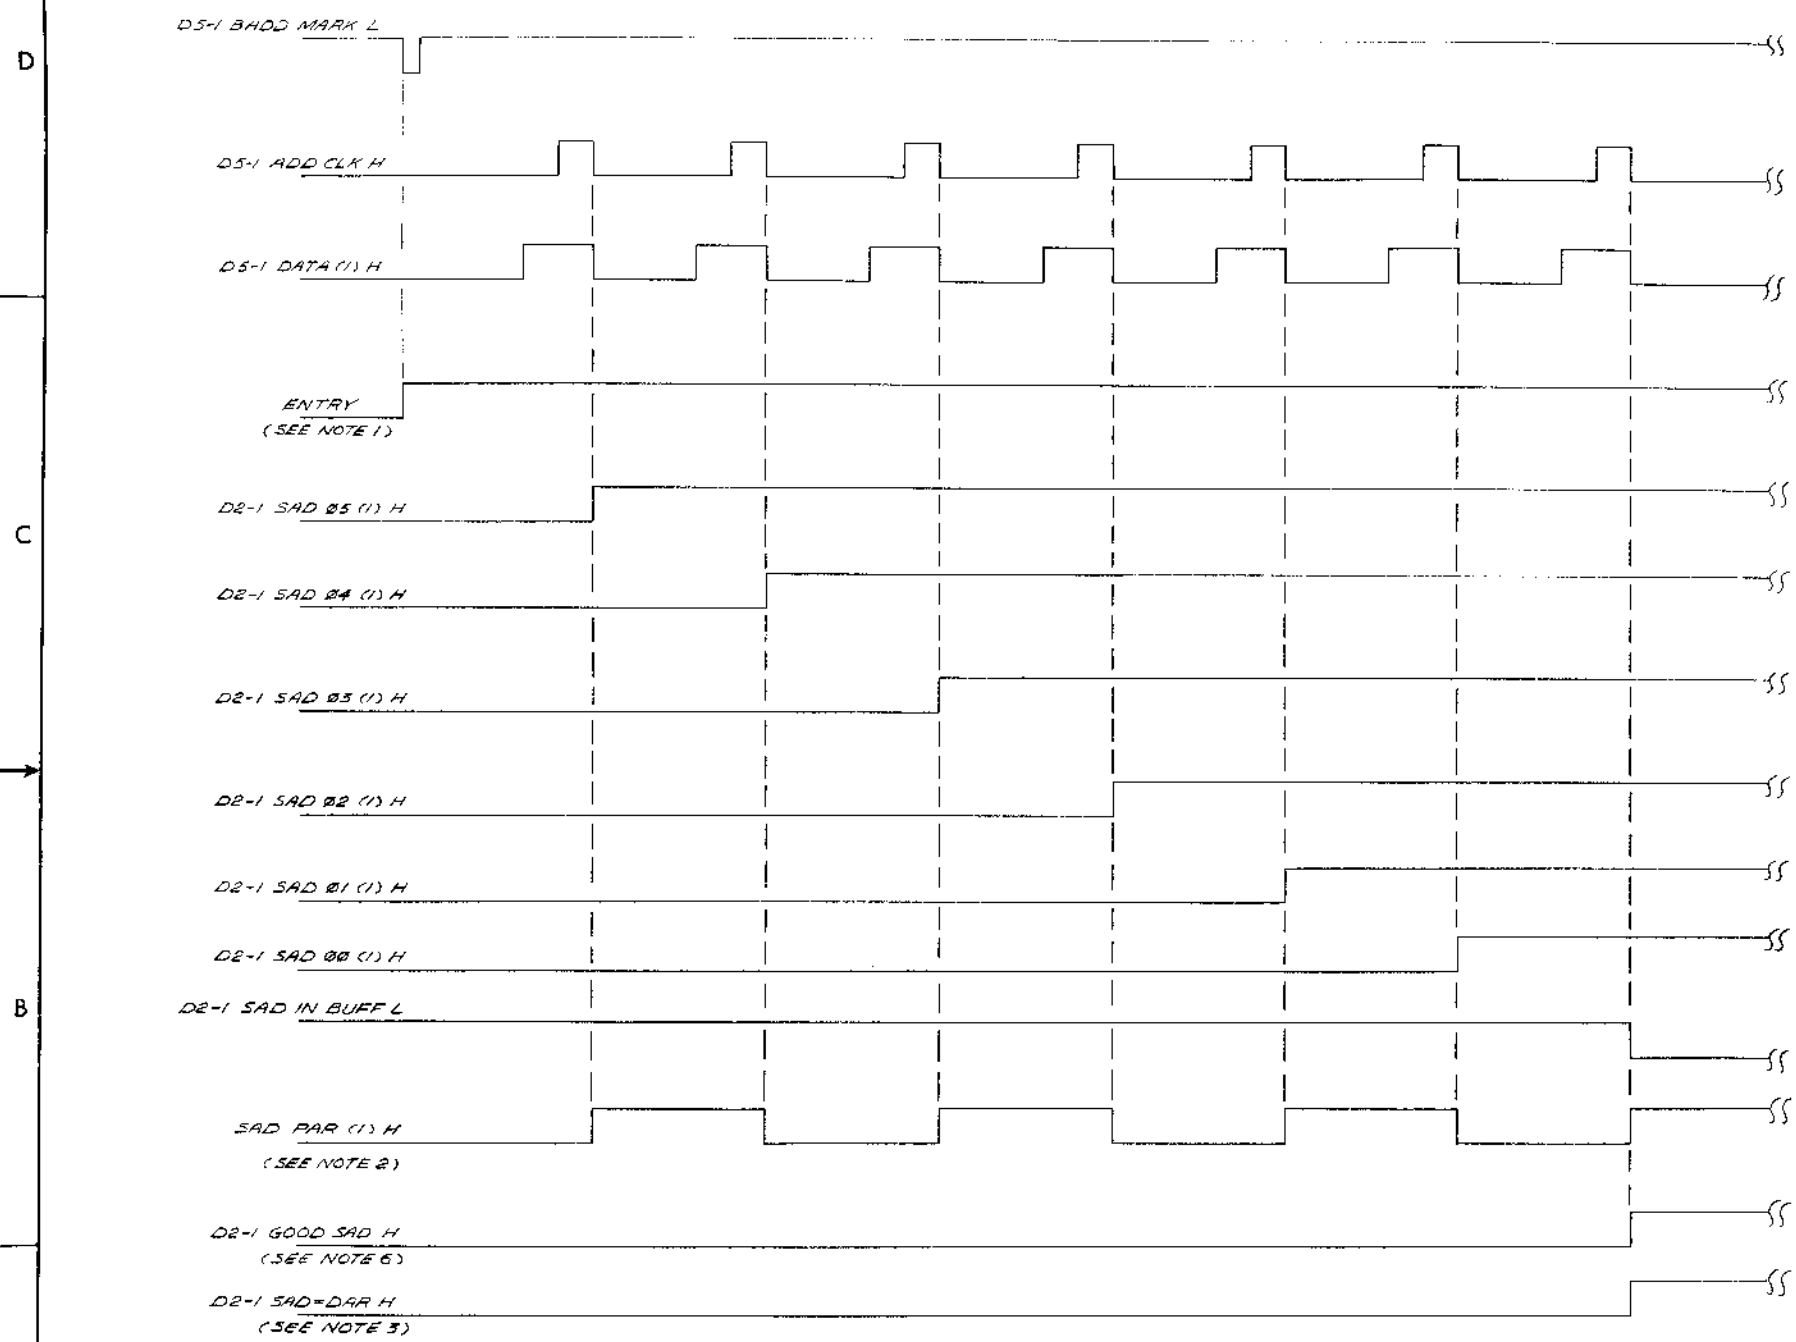 D5-1 BADD MARK L
D
D5-1 ADD CLK H
D5-1 DATA (1) H
ENTRY
(SEE NOTE 1)
D2-1 SAD Ø5 (1) H
C
D2-1 SAD Ø4 (1) H
D2-1 SAD Ø3 (1) H
D2-1 SAD Ø2 (1) H
D2-1 SAD Ø1 (1) H
D2-1 SAD ØØ (1) H
B
D2-1 SAD IN BUFF L
SAD PAR (1) H
(SEE NOTE 2)
D2-1 GOOD SAD H
(SEE NOTE 6)
D2-1 SAD=DAR H
(SEE NOTE 3)